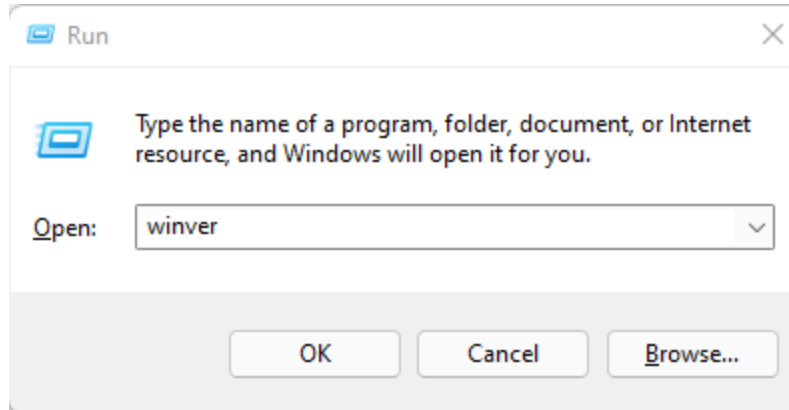 Run
Type the name of a program, folder, document, or Internet
resource, and Windows will open it for you.
Open: winver
OK Cancel Browse...